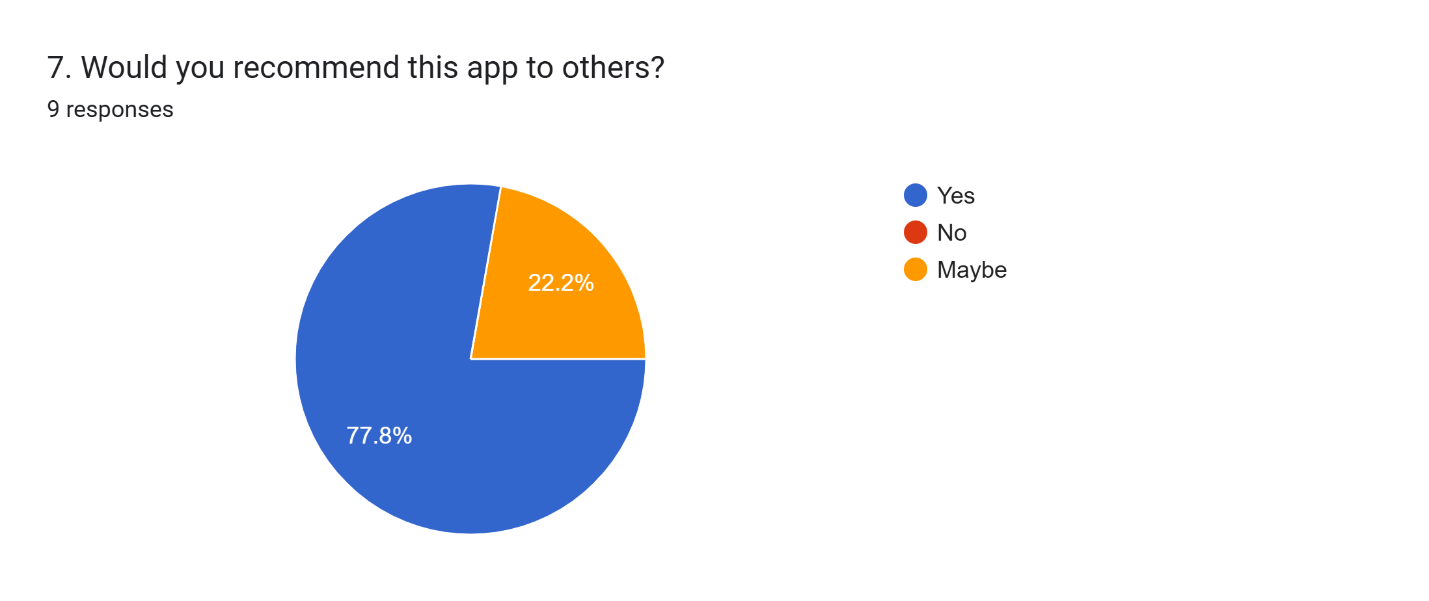 7. Would you recommend this app to others?
9 responses
Yes
No
Maybe
22.2%
77.8%